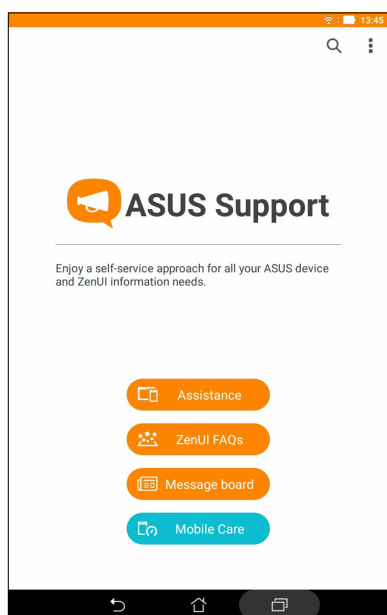 13:45
ASUS Support
Enjoy a self-service approach for all your ASUS device
and ZenUI information needs.
Assistance
ZenUI FAQs
Message board
Mobile Care